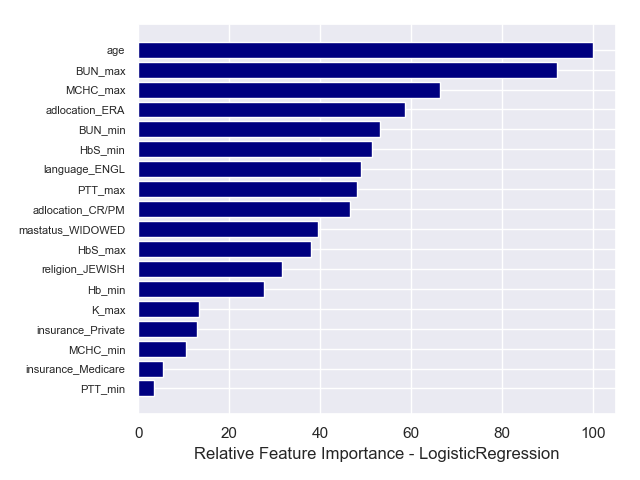 age
BUN_max
MCHC_max
adlocation_ERA
BUN_min
HbS_min
language_ENGL
PTT_max
adlocation_CR/PM
mastatus_WIDOWED
HbS_max
religion_JEWISH
Hb_min
K_max
insurance_Private
MCHC_min
insurance_Medicare
PTT_min
0 20 40 60 80 100
Relative Feature Importance - LogisticRegression